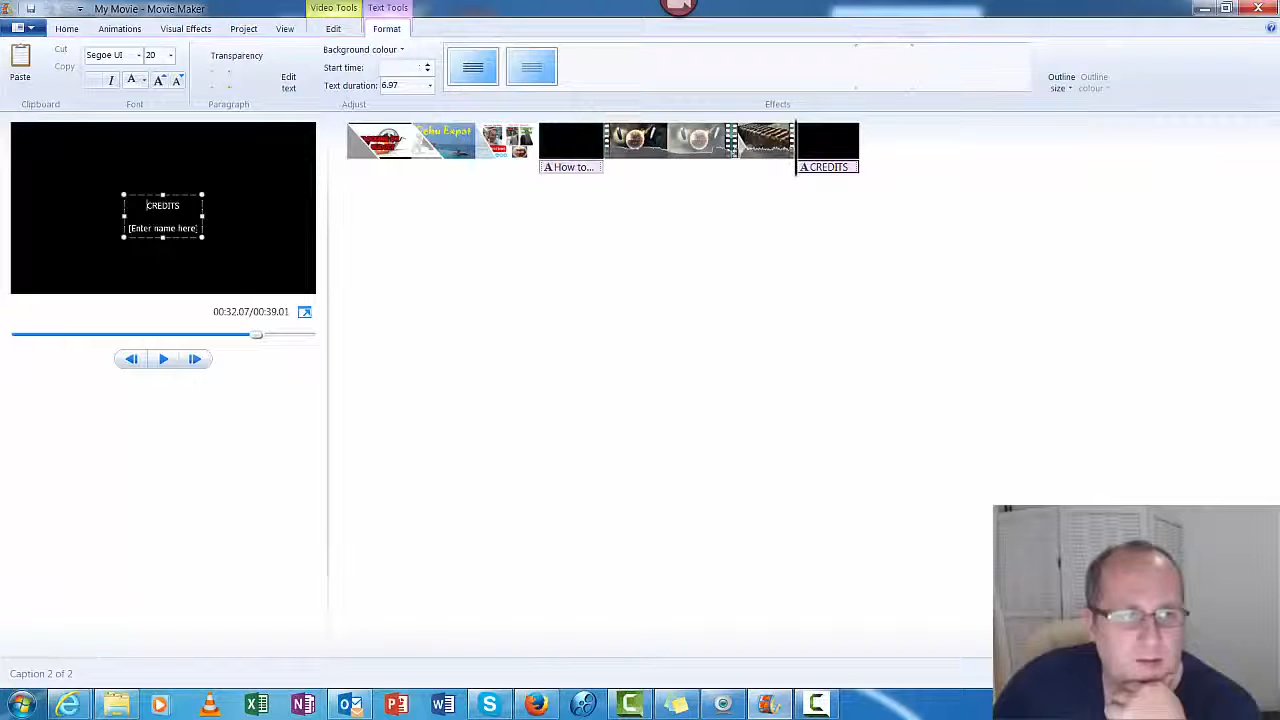 My Movie - Movie Maker
Video Tools
Text Tools
Home
Animations
Visual Effects
Project
View
Edit
Format
Paste
Cut
Copy
Clipboard
Segoe UI
20
I
A
A
A
Font
Transparency
Paragraph
Edit
text
Background colour
Start time:
Text duration:
6.97
Adjust
Effects
Outline
size
Outline
colour
CREDITS
[Enter name here]
00:32.07/00:39.01
A How to...
A CREDITS
Caption 2 of 2